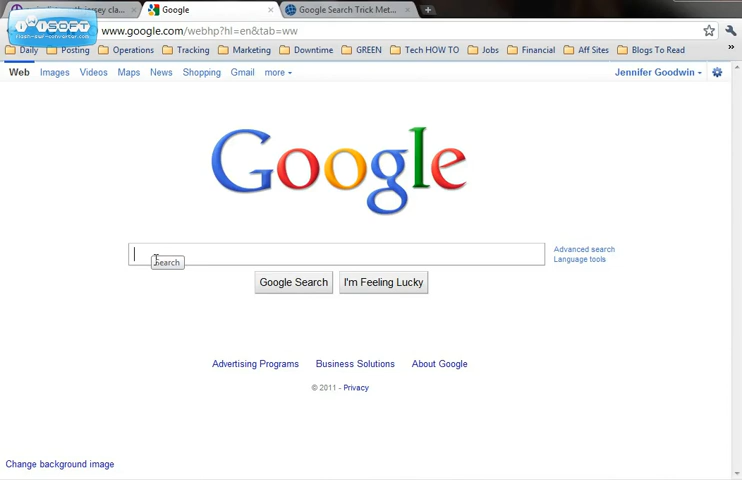 ersey cla...
Google
Google Search Trick Met...
SOFT
www.google.com/webhp?hl=en&tab=ww
Daily
Posting
Operations
Tracking
Marketing
Downtime
GREEN
Tech HOW TO
Jobs
Financial
Aff Sites
Blogs To Read
»
Web Images Videos Maps News Shopping Gmail more
Jennifer Goodwin
Google
Search
Advanced search
Language tools
Google Search
I'm Feeling Lucky
Advertising Programs Business Solutions About Google
© 2011 - Privacy
Change background image